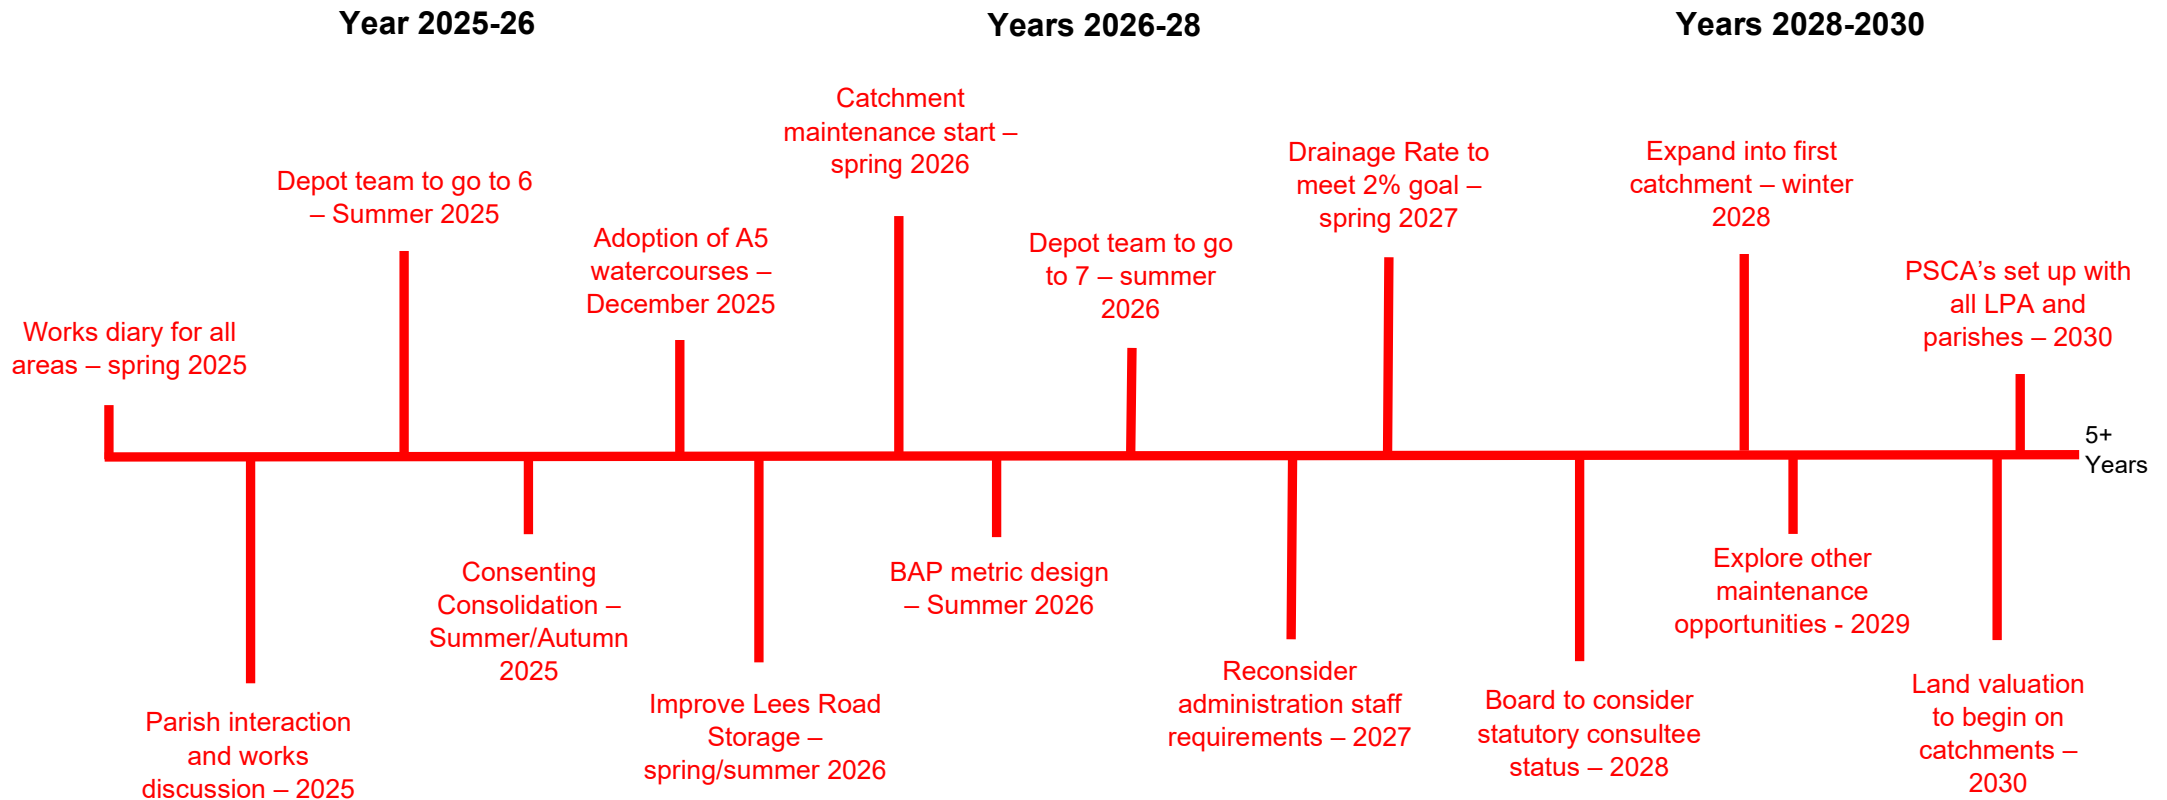 Year 2025-26
Years 2026-28
Years 2028-2030
Works diary for all
areas – spring 2025
Depot team to go to 6
– Summer 2025
Adoption of A5
watercourses –
December 2025
Catchment
maintenance start –
spring 2026
Depot team to go
to 7 – summer
2026
Drainage Rate to
meet 2% goal –
spring 2027
Expand into first
catchment – winter
2028
PSCA’s set up with
all LPA and
parishes – 2030
5+
Years
Parish interaction
and works
discussion – 2025
Consenting
Consolidation –
Summer/Autumn
2025
Improve Lees Road
Storage –
spring/summer 2026
BAP metric design
– Summer 2026
Reconsider
administration staff
requirements – 2027
Board to consider
statutory consultee
status – 2028
Explore other
maintenance
opportunities - 2029
Land valuation
to begin on
catchments –
2030